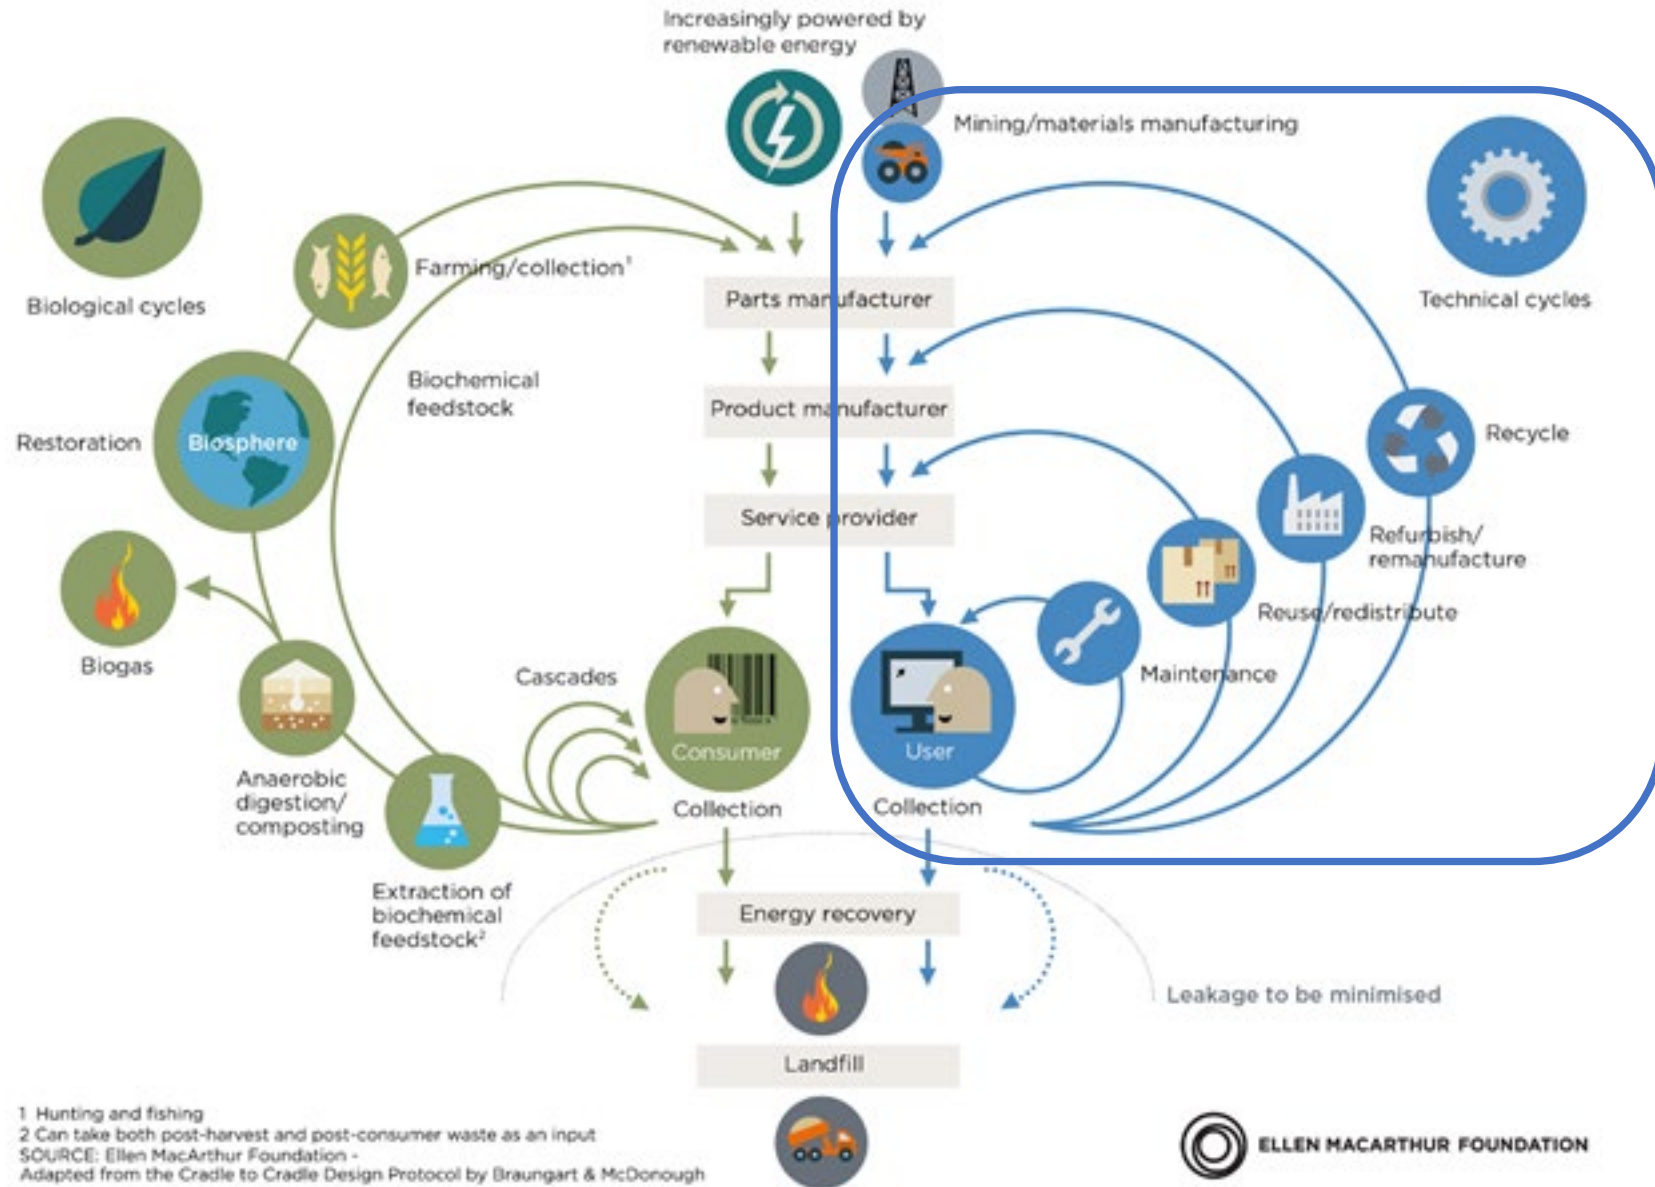 Increasingly powered by
renewable energy
Mining/materials manufacturing
Biological cycles
Farming/collection¹
Parts manufacturer
Technical cycles
Biochemical
feedstock
Product manufacturer
Restoration
Biosphere
Recycle
Service provider
Refurbish/
remanufacture
Reuse/redistribute
Biogas
Cascades
Maintenance
Consumer
User
Anaerobic
digestion/
composting
Collection
Collection
Extraction of
biochemical
feedstock²
Energy recovery
Leakage to be minimised
Landfill
1 Hunting and fishing
2 Can take both post-harvest and post-consumer waste as an input
SOURCE: Ellen MacArthur Foundation -
Adapted from the Cradle to Cradle Design Protocol by Braungart & McDonough
ELLEN MACARTHUR FOUNDATION